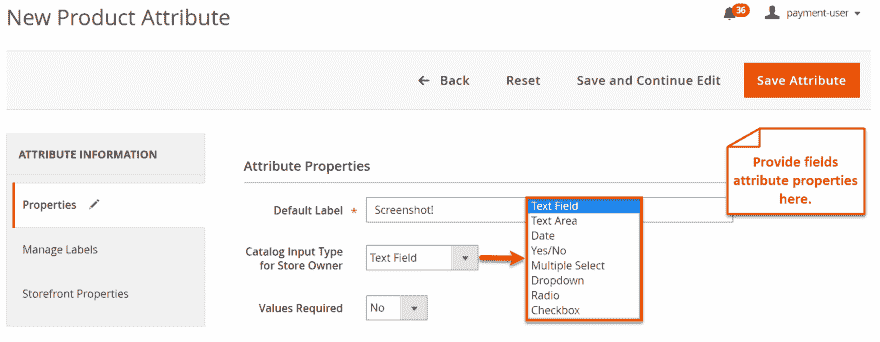 New Product Attribute
36
payment-user
Back
Reset
Save and Continue Edit
Save Attribute
ATTRIBUTE INFORMATION
Properties
Manage Labels
Storefront Properties
Attribute Properties
Default Label *
Screenshot!
Catalog Input Type
for Store Owner
Text Field
Values Required
No
Text Field
Text Area
Date
Yes/No
Multiple Select
Dropdown
Radio
Checkbox
Provide fields
attribute properties
here.